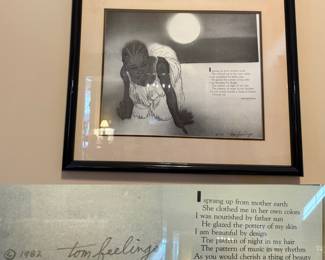 © 1982 tom feelings
I sprang up from mother earth
She clothed me in her own colors
I was nourished by father sun
He glazed the pottery of my skin
I am beautiful by design
The pattern of night in my hair
The pattern of music in my rhythm
As you would cherish a thing of beauty